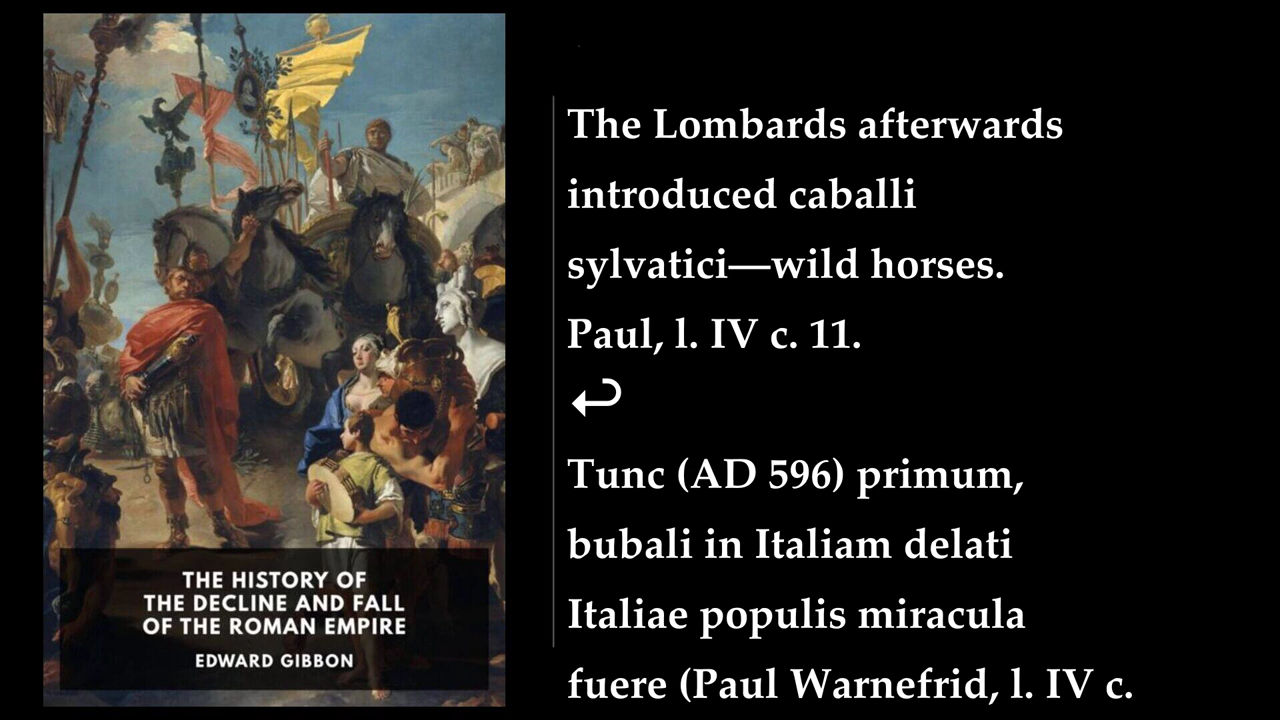 THE HISTORY OF
THE DECLINE AND FALL
OF THE ROMAN EMPIRE
EDWARD GIBBON
The Lombards afterwards
introduced caballi
sylvatici—wild horses.
Paul, l. IV c. 11.
↩
Tunc (AD 596) primum,
bubali in Italiam delati
Italiae populis miracula
fuere (Paul Warnefrid, l. IV c.